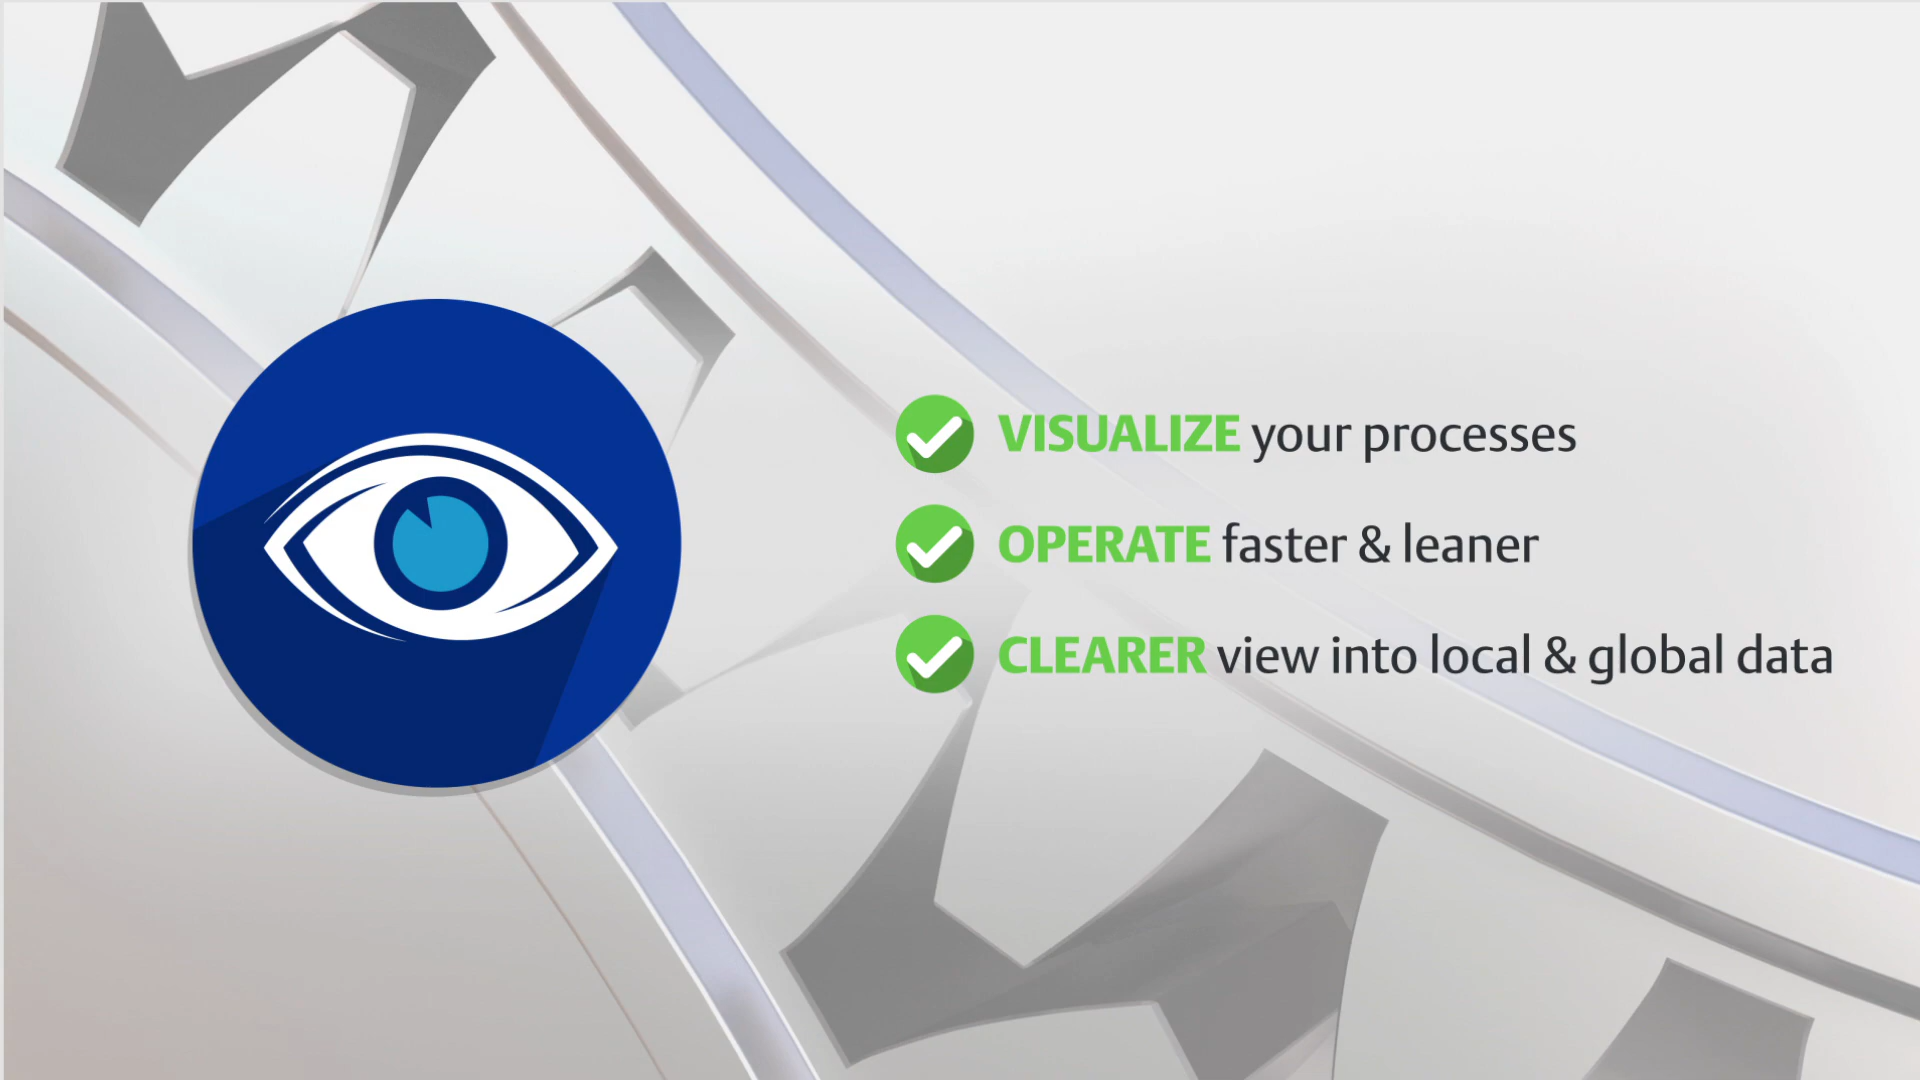 VISUALIZE your processes
OPERATE faster & leaner
CLEARER view into local & global data